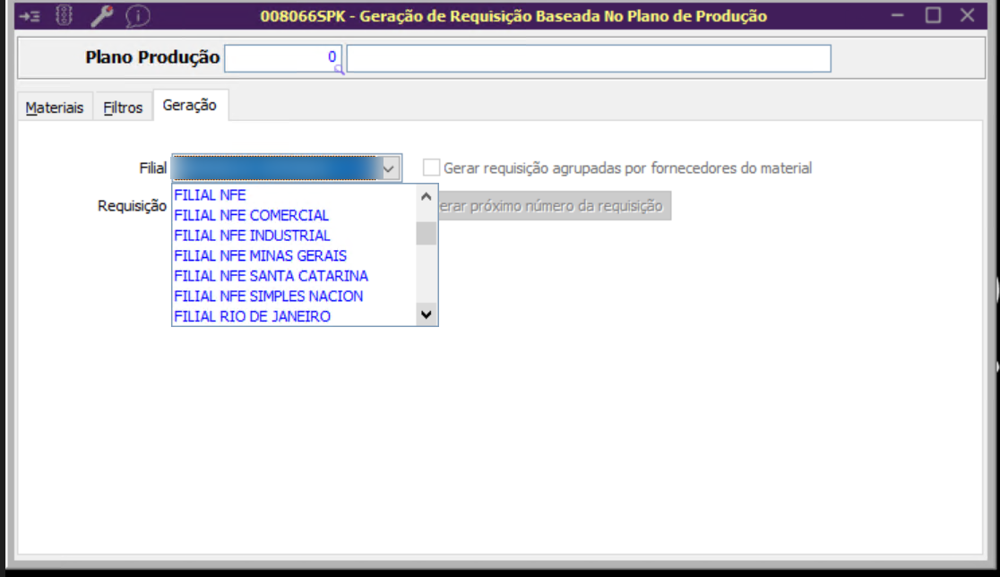 008066SPK - Geração de Requisição Baseada No Plano de Produção
Plano Produção 0
Materiais Filtros Geração
Filial Gerar requisição agrupadas por fornecedores do material
Requisição erar próximo número da requisição
FILIAL NFE
FILIAL NFE COMERCIAL
FILIAL NFE INDUSTRIAL
FILIAL NFE MINAS GERAIS
FILIAL NFE SANTA CATARINA
FILIAL NFE SIMPLES NACION
FILIAL RIO DE JANEIRO